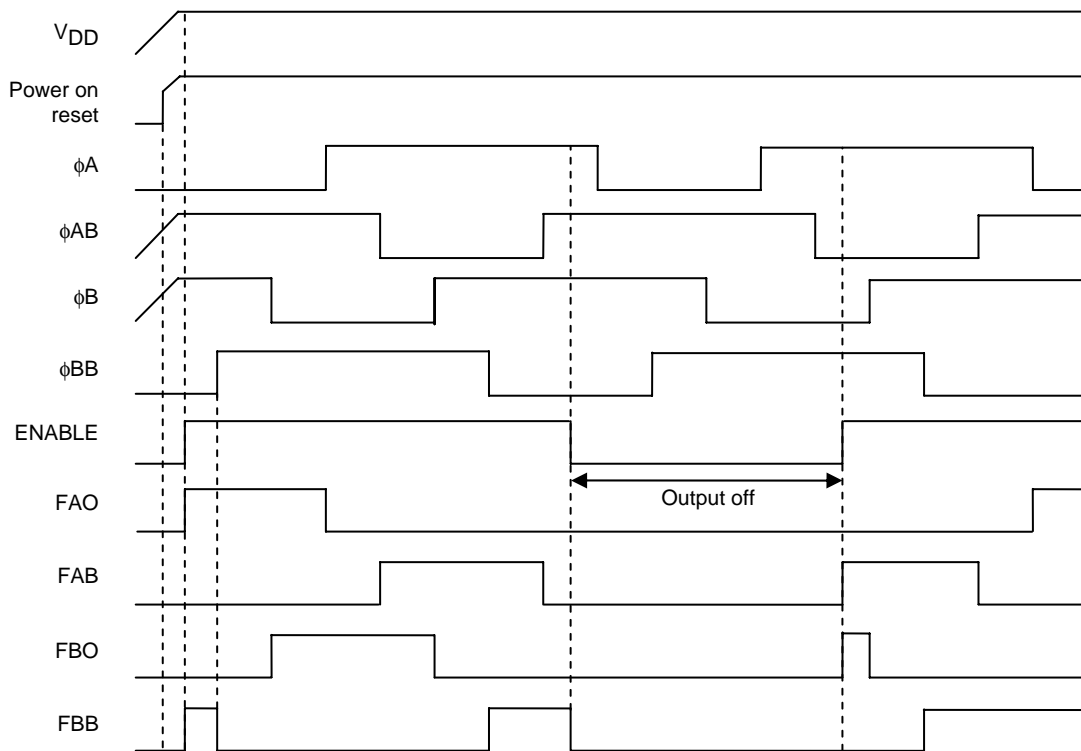 VDD
Power on
reset
ϕA
ϕAB
ϕB
ϕBB
ENABLE
Output off
FAO
FAB
FBO
FBB